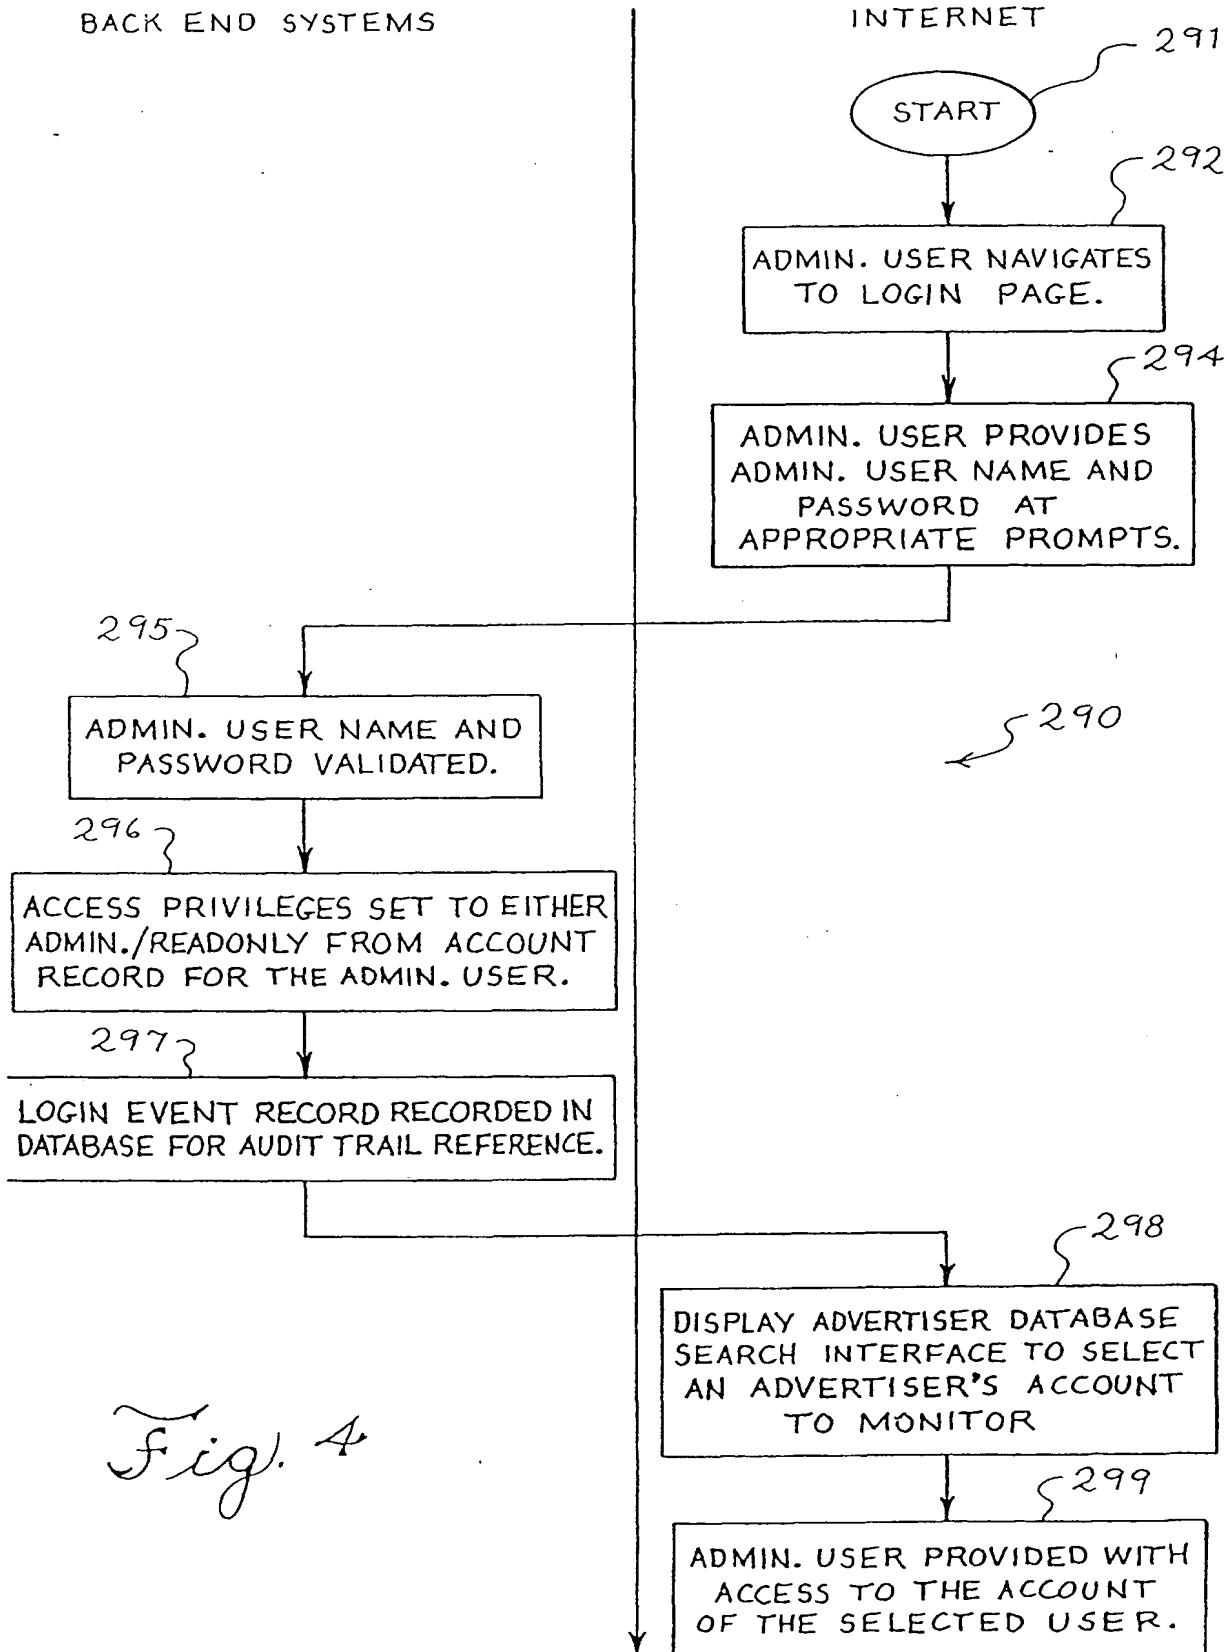 BACK END SYSTEMS
INTERNET
291
START
292
ADMIN. USER NAVIGATES
TO LOGIN PAGE.
294
ADMIN. USER PROVIDES
ADMIN. USER NAME AND
PASSWORD AT
APPROPRIATE PROMPTS.
295
ADMIN. USER NAME AND
PASSWORD VALIDATED.
290
296
ACCESS PRIVILEGES SET TO EITHER
ADMIN./READONLY FROM ACCOUNT
RECORD FOR THE ADMIN. USER.
297
LOGIN EVENT RECORD RECORDED IN
DATABASE FOR AUDIT TRAIL REFERENCE.
298
DISPLAY ADVERTISER DATABASE
SEARCH INTERFACE TO SELECT
AN ADVERTISER'S ACCOUNT
TO MONITOR
299
ADMIN. USER PROVIDED WITH
ACCESS TO THE ACCOUNT
OF THE SELECTED USER.
Fig. 4